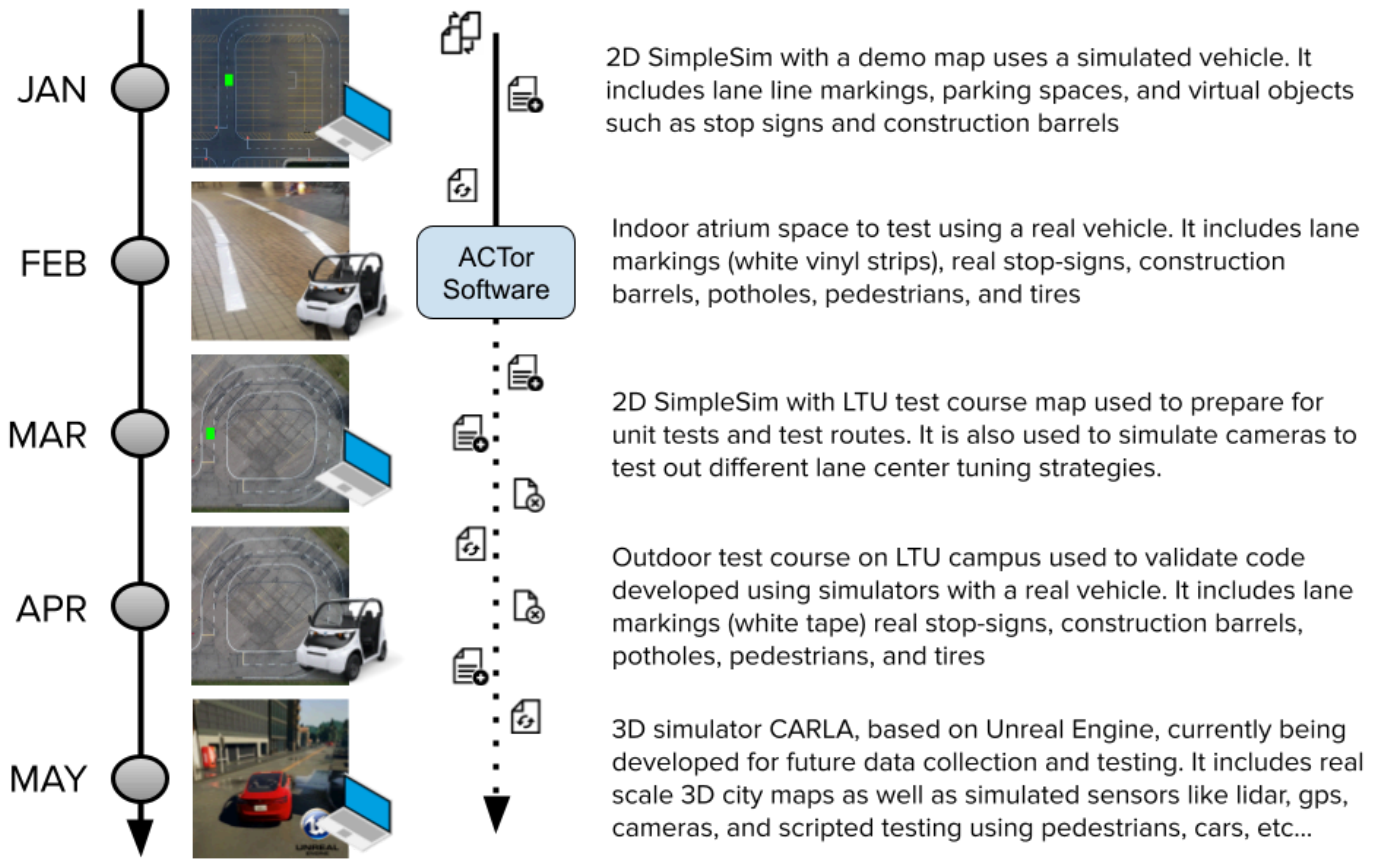 JAN
2D SimpleSim with a demo map uses a simulated vehicle. It
includes lane line markings, parking spaces, and virtual objects
such as stop signs and construction barrels
FEB
ACTor
Software
Indoor atrium space to test using a real vehicle. It includes lane
markings (white vinyl strips), real stop-signs, construction
barrels, potholes, pedestrians, and tires
MAR
2D SimpleSim with LTU test course map used to prepare for
unit tests and test routes. It is also used to simulate cameras to
test out different lane center tuning strategies.
APR
Outdoor test course on LTU campus used to validate code
developed using simulators with a real vehicle. It includes lane
markings (white tape) real stop-signs, construction barrels,
potholes, pedestrians, and tires
MAY
UNREAL
ENGINE
3D simulator CARLA, based on Unreal Engine, currently being
developed for future data collection and testing. It includes real
scale 3D city maps as well as simulated sensors like lidar, gps,
cameras, and scripted testing using pedestrians, cars, etc...